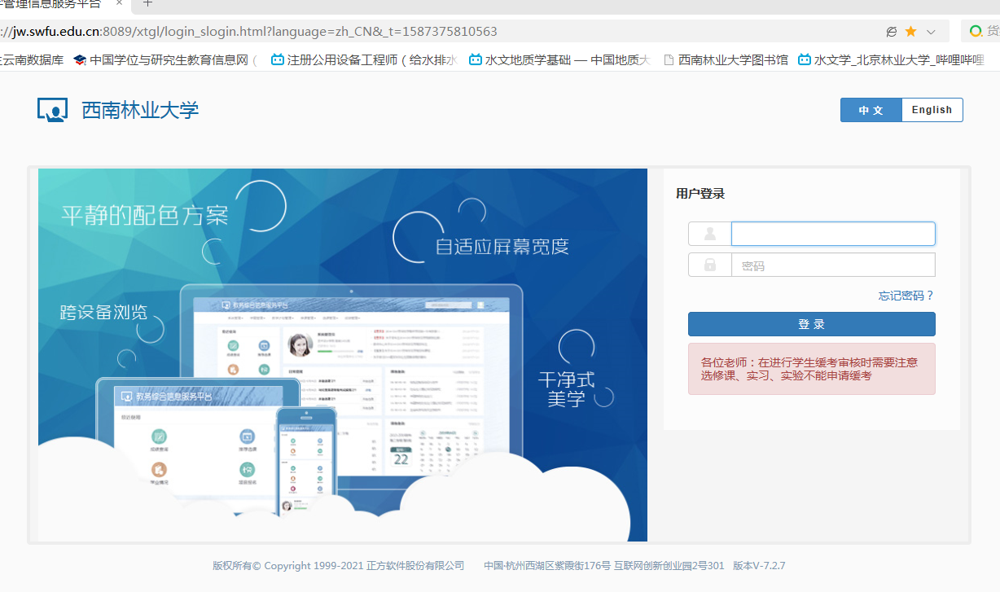 管理信息服务平台
://jw.swfu.edu.cn:8089/xtgl/login_slogin.html?language=zh_CN&_t=1587375810563
云南数据库 中国学位与研究生教育信息网 ( 注册公用设备工程师 ( 给水排水 水文地质学基础 — 中国地质大 西南林业大学图书馆 水文学_北京林业大学_哔哩哔哩
西南林业大学
中 文 English
平静的配色方案
自适应屏幕宽度
跨设备浏览
干净式
美学
教务综合信息服务平台
教务综合信息服务平台
22
用户登录
密码
忘记密码？
登 录
各位老师：在进行学生缓考审核时需要注意
选修课、实习、实验不能申请缓考
版权所有© Copyright 1999-2021 正方软件股份有限公司 中国·杭州西湖区紫霞街176号 互联网创新创业园2号301 版本V-7.2.7